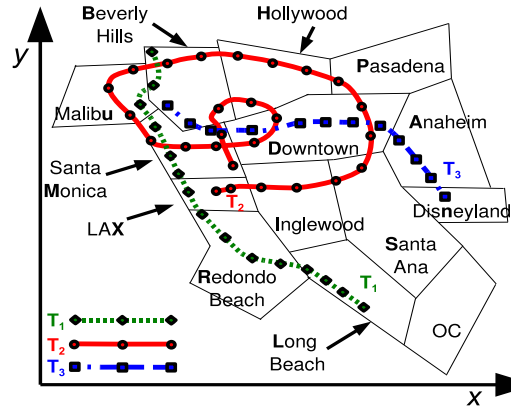 y
Beverly
Hills
Hollywood
Pasadena
Malibu
Anaheim
Downtown
Santa
Monica
T3
T2
Disneyland
LAX
Inglewood
Santa
Ana
Redondo
Beach
T1
T1
T2
T3
Long
Beach
OC
x